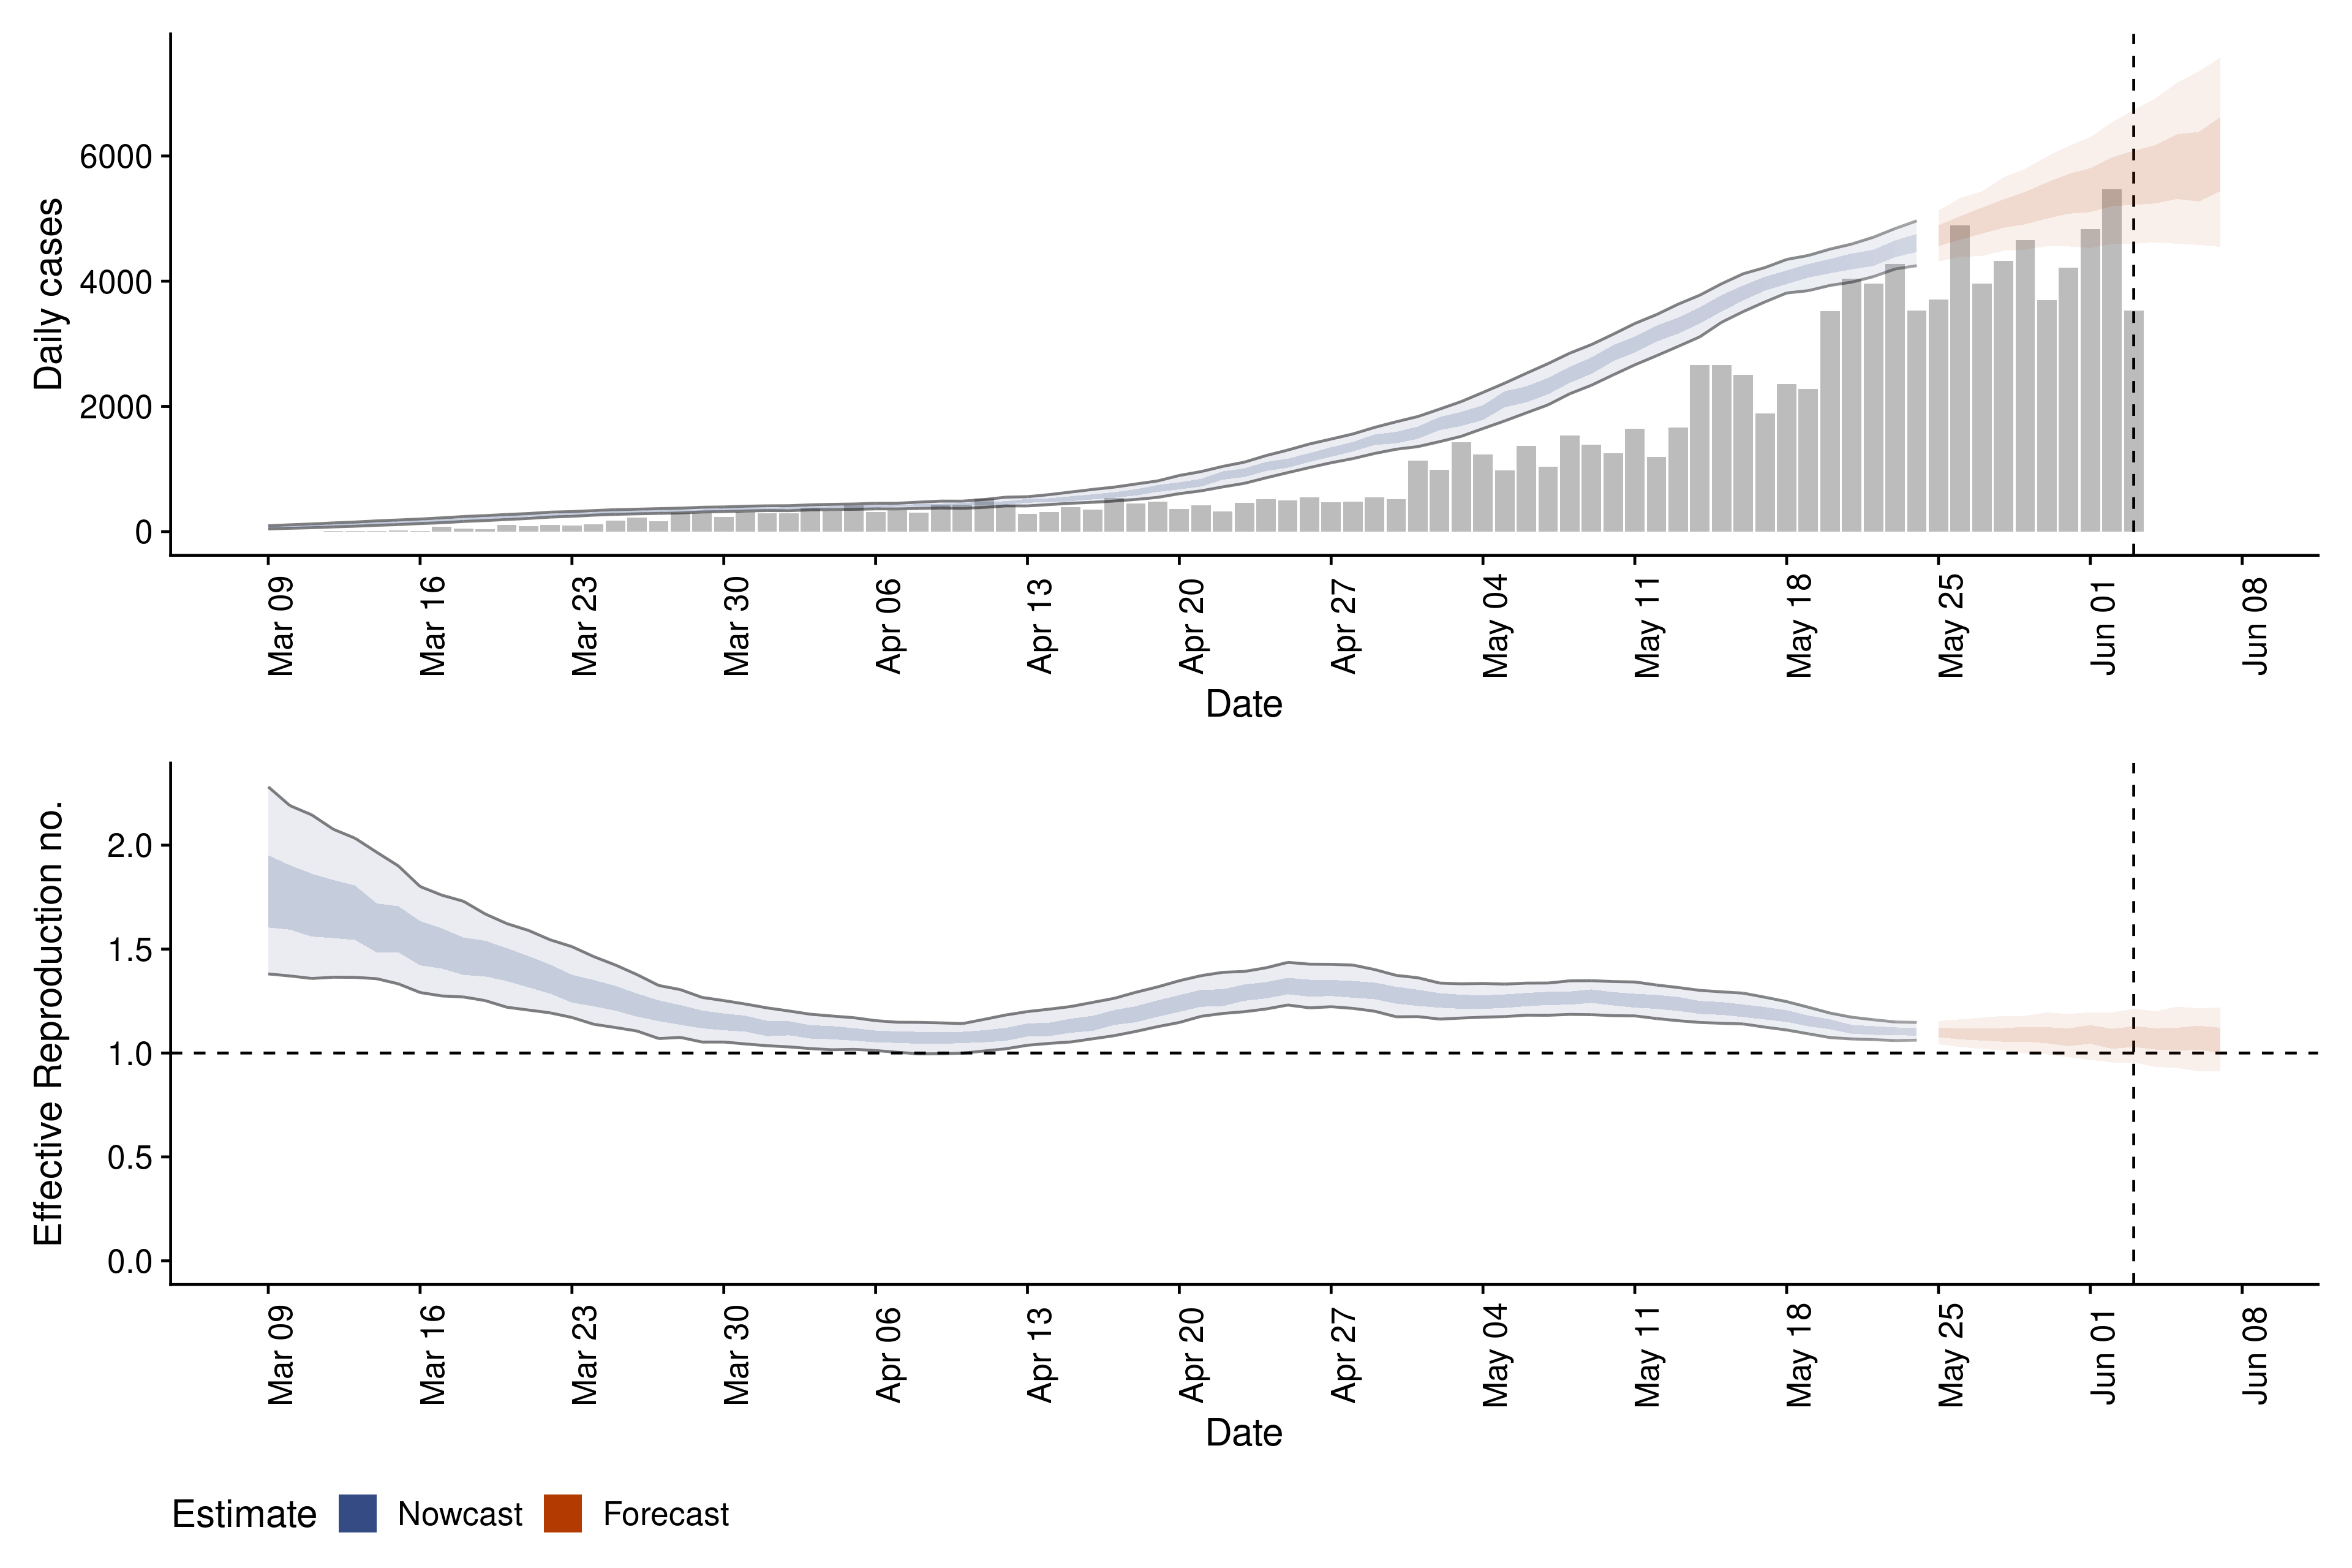 Daily cases
6000
4000
2000
0
Mar 09
Mar 16
Mar 23
Mar 30
Apr 06
Apr 13
Apr 20
Apr 27
May 04
May 11
May 18
May 25
Jun 01
Jun 08
Date
Effective Reproduction no.
2.0
1.5
1.0
0.5
0.0
Mar 09
Mar 16
Mar 23
Mar 30
Apr 06
Apr 13
Apr 20
Apr 27
May 04
May 11
May 18
May 25
Jun 01
Jun 08
Date
Estimate Nowcast Forecast